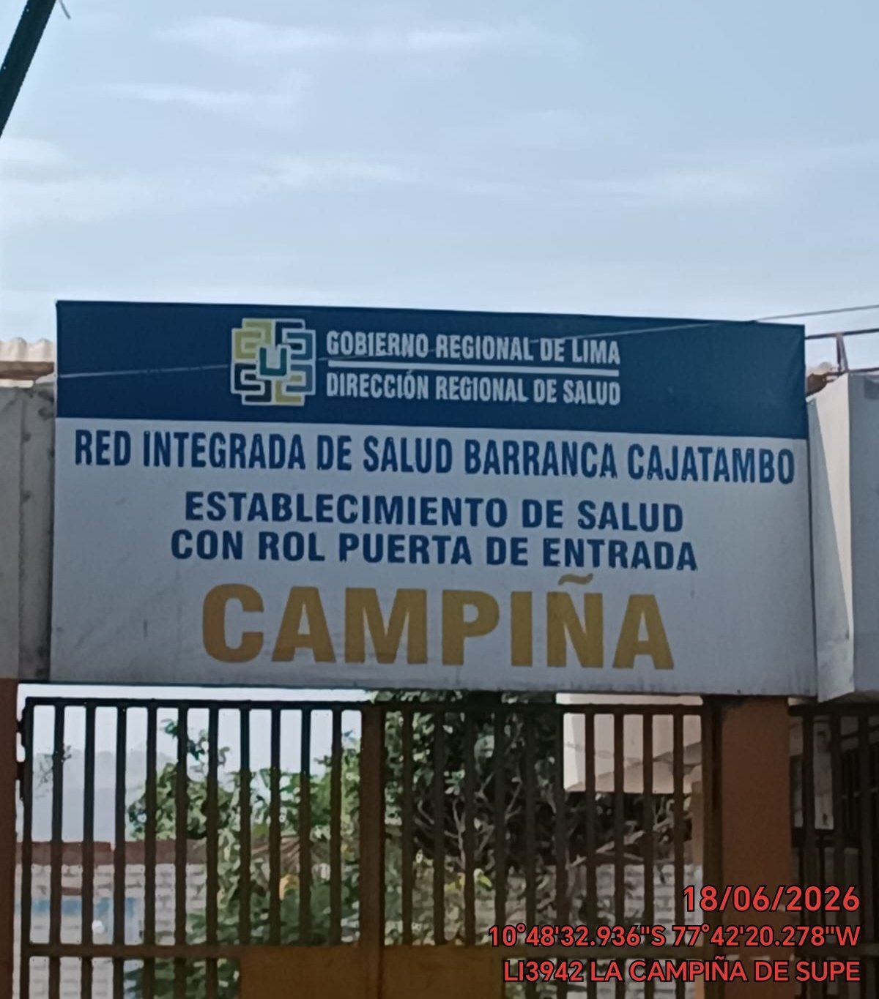 GOBIERNO REGIONAL DE LIMA
DIRECCIÓN REGIONAL DE SALUD
RED INTEGRADA DE SALUD BARRANCA CAJATAMBO
ESTABLECIMIENTO DE SALUD
CON ROL PUERTA DE ENTRADA
CAMPIÑA
18/06/2026
10°48'32.936"S 77°42'20.278"W
LI3942 LA CAMPIÑA DE SUPE